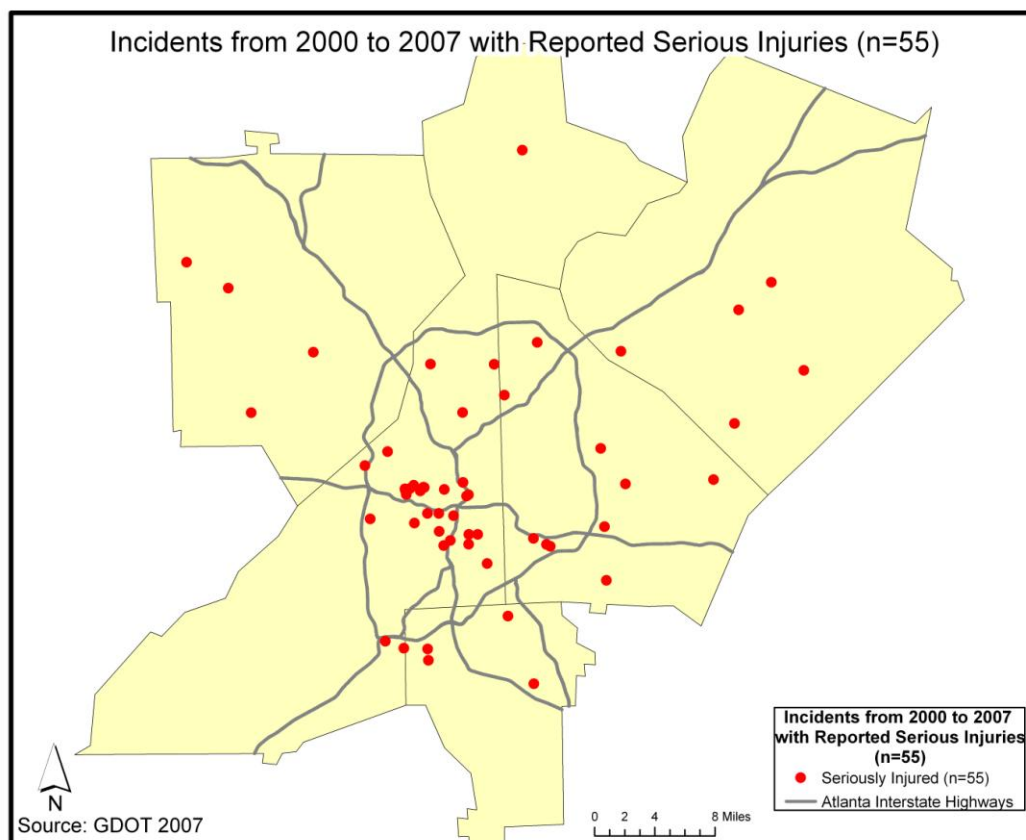 Incidents from 2000 to 2007 with Reported Serious Injuries (n=55)
Incidents from 2000 to 2007
with Reported Serious Injuries
(n=55)
Seriously Injured (n=55)
Atlanta Interstate Highways
N
Source: GDOT 2007
0 2 4 8 Miles